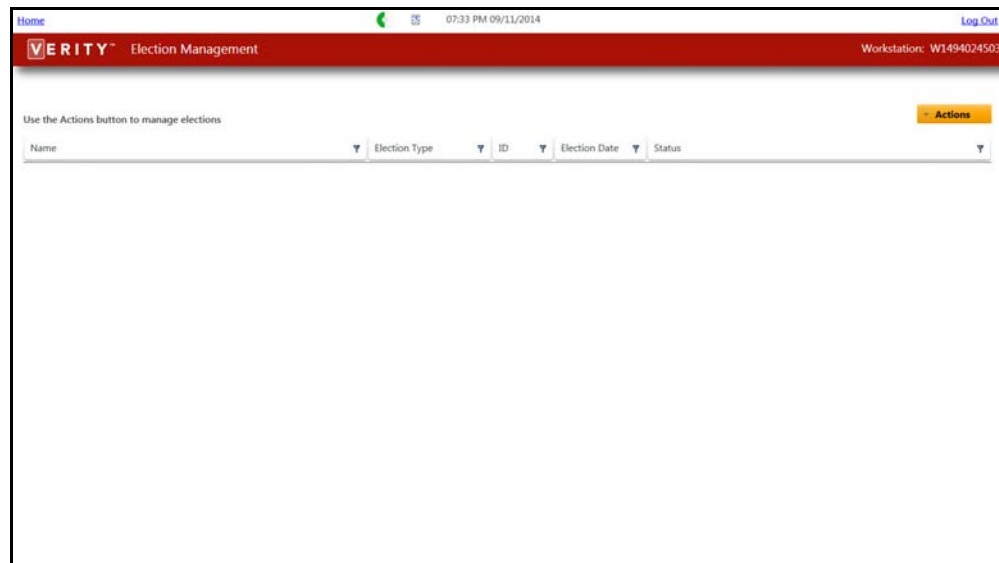 Home 07:33 PM 09/11/2014 Log Out
VERITY™ Election Management Workstation: W1494024503
Use the Actions button to manage elections Actions
Name Election Type ID Election Date Status